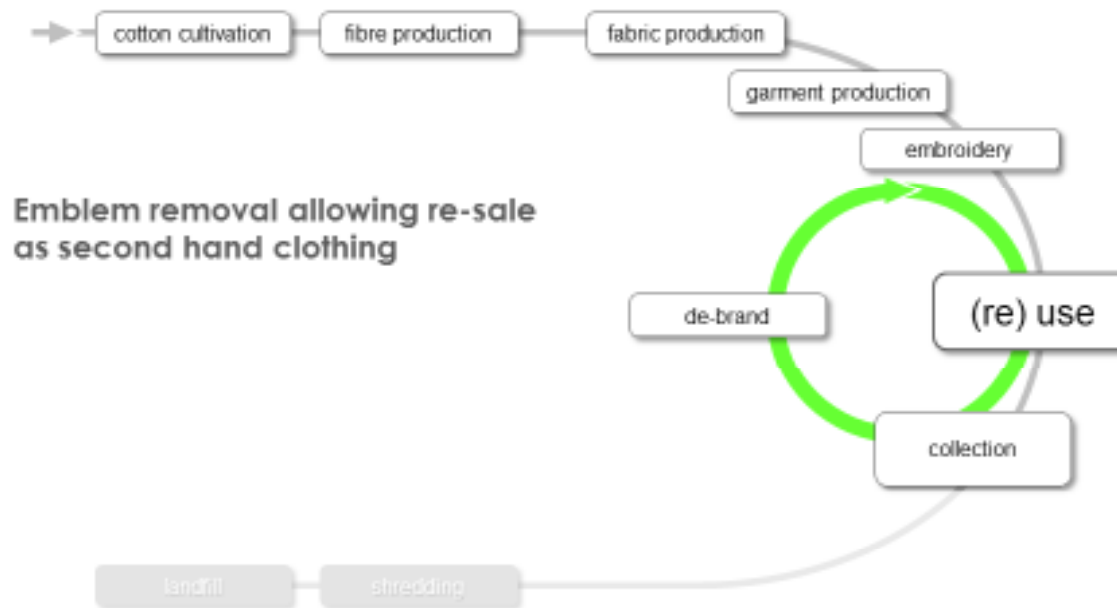 cotton cultivation
fibre production
fabric production
garment production
embroidery
Emblem removal allowing re-sale
as second hand clothing
de-brand
(re) use
collection
landfill
shredding